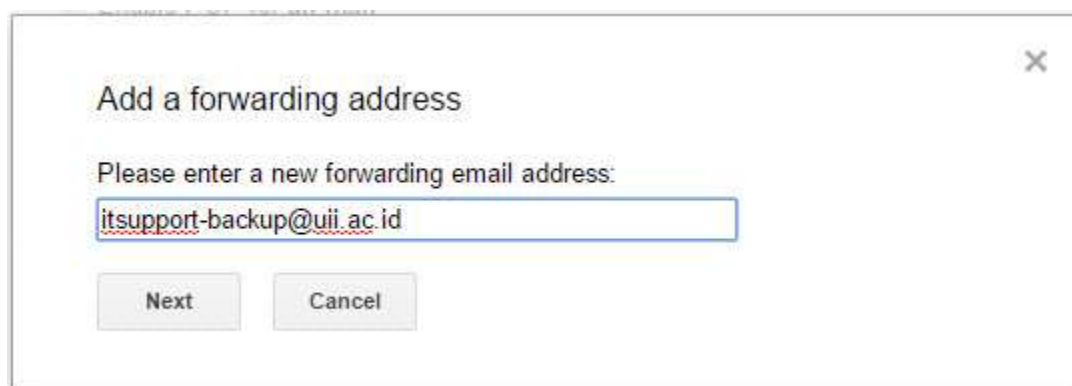 Add a forwarding address
Please enter a new forwarding email address:
itsupport-backup@uii.ac.id
Next Cancel